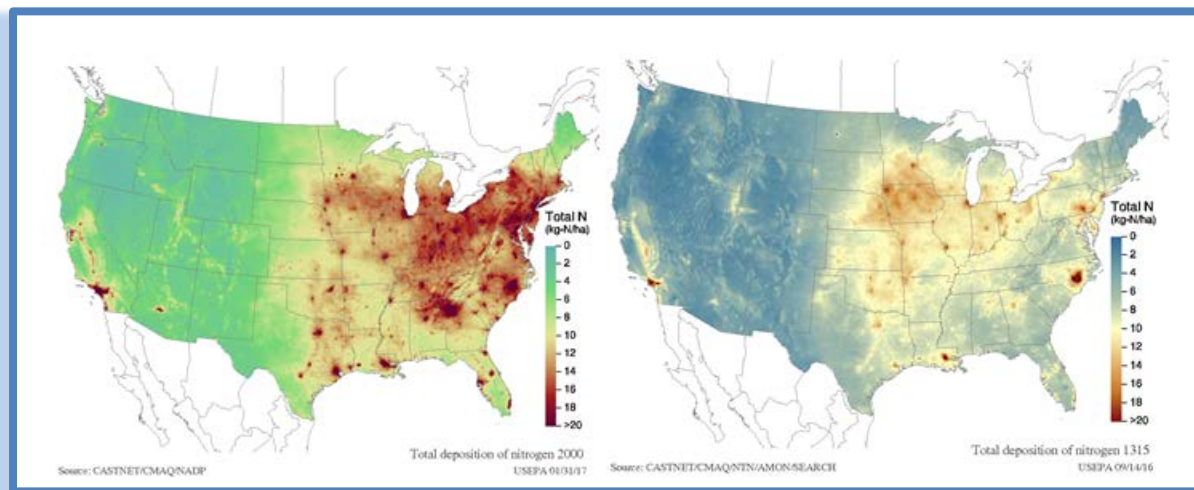 Total N
(kg-N/ha)
0
2
4
6
8
10
12
14
16
18
>20
Total deposition of nitrogen 2000
Source: CASTNET/CMAQ/NADP
USEPA 01/31/17
Total N
(kg-N/ha)
0
2
4
6
8
10
12
14
16
18
>20
Total deposition of nitrogen 1315
Source: CASTNET/CMAQ/NTN/AMON/SEARCH
USEPA 09/14/16